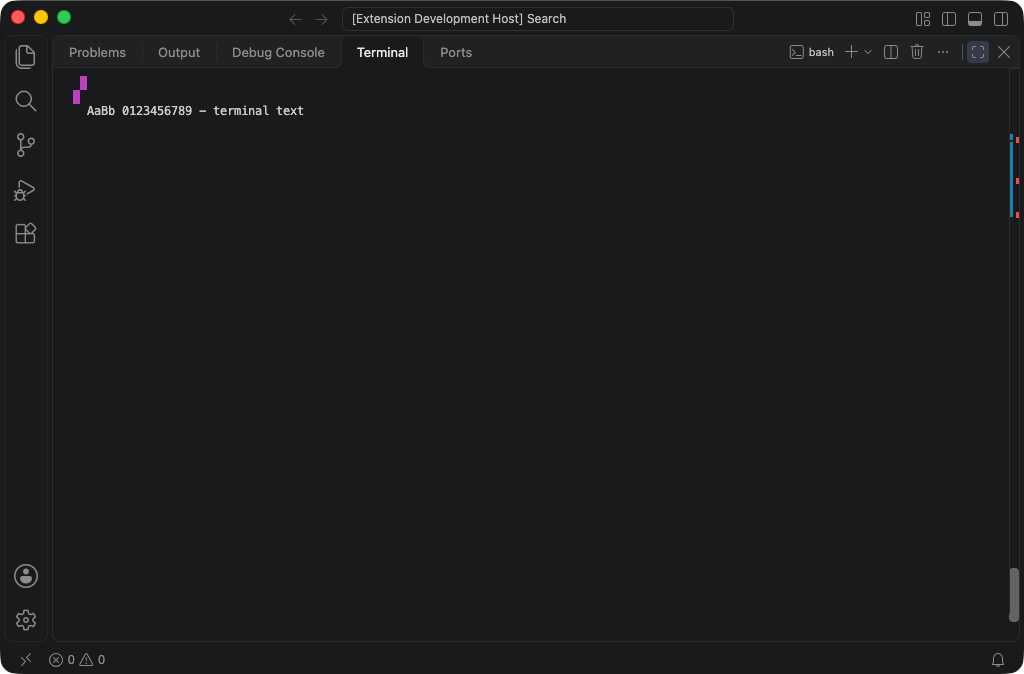 [Extension Development Host] Search
Problems Output Debug Console Terminal Ports bash
AaBb 0123456789 — terminal text
0 0